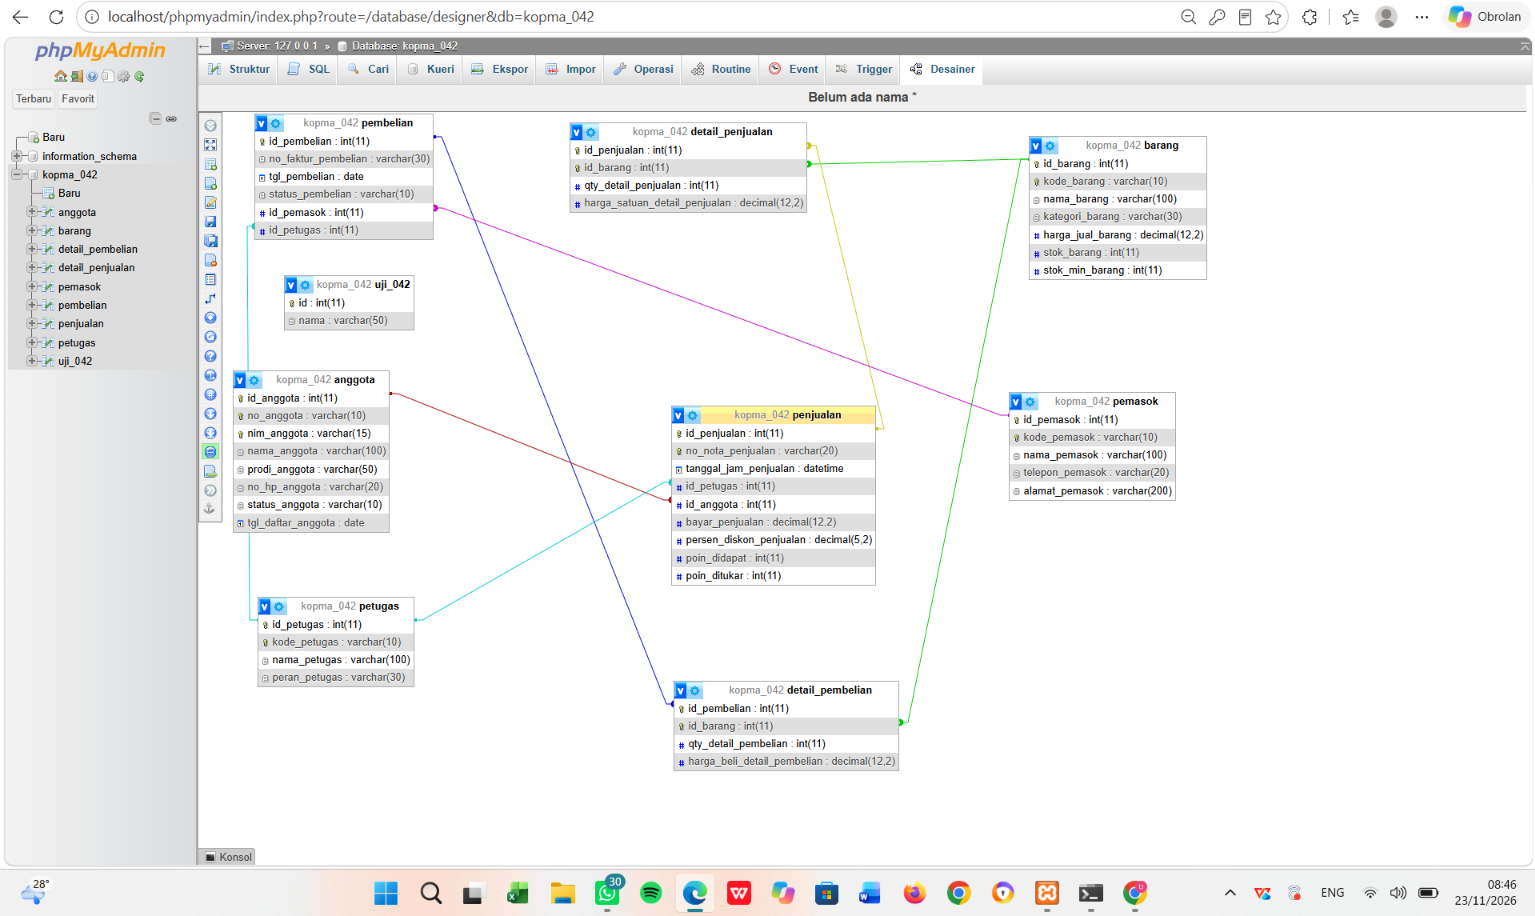 localhost/phpmyadmin/index.php?route=/database/designer&db=kopma_042
Obrolan
phpMyAdmin
Terbaru Favorit
Baru
information_schema
kopma_042
Baru
anggota
barang
detail_pembelian
detail_penjualan
pemasok
pembelian
penjualan
petugas
uji_042
Server: 127.0.0.1 » Database: kopma_042
Struktur SQL Cari Kueri Ekspor Impor Operasi Routine Event Trigger Desainer
Belum ada nama *
kopma_042 pembelian
id_pembelian : int(11)
no_faktur_pembelian : varchar(30)
tgl_pembelian : date
status_pembelian : varchar(10)
id_pemasok : int(11)
id_petugas : int(11)
kopma_042 detail_penjualan
id_penjualan : int(11)
id_barang : int(11)
qty_detail_penjualan : int(11)
harga_satuan_detail_penjualan : decimal(12,2)
kopma_042 barang
id_barang : int(11)
kode_barang : varchar(10)
nama_barang : varchar(100)
kategori_barang : varchar(30)
harga_jual_barang : decimal(12,2)
stok_barang : int(11)
stok_min_barang : int(11)
kopma_042 uji_042
id : int(11)
nama : varchar(50)
kopma_042 anggota
id_anggota : int(11)
no_anggota : varchar(10)
nim_anggota : varchar(15)
nama_anggota : varchar(100)
prodi_anggota : varchar(50)
no_hp_anggota : varchar(20)
status_anggota : varchar(10)
tgl_daftar_anggota : date
kopma_042 penjualan
id_penjualan : int(11)
no_nota_penjualan : varchar(20)
tanggal_jam_penjualan : datetime
id_petugas : int(11)
id_anggota : int(11)
bayar_penjualan : decimal(12,2)
persen_diskon_penjualan : decimal(5,2)
poin_didapat : int(11)
poin_ditukar : int(11)
kopma_042 pemasok
id_pemasok : int(11)
kode_pemasok : varchar(10)
nama_pemasok : varchar(100)
telepon_pemasok : varchar(20)
alamat_pemasok : varchar(200)
kopma_042 petugas
id_petugas : int(11)
kode_petugas : varchar(10)
nama_petugas : varchar(100)
peran_petugas : varchar(30)
kopma_042 detail_pembelian
id_pembelian : int(11)
id_barang : int(11)
qty_detail_pembelian : int(11)
harga_beli_detail_pembelian : decimal(12,2)
Konsol
28°
30
ENG
08:46
23/11/2026